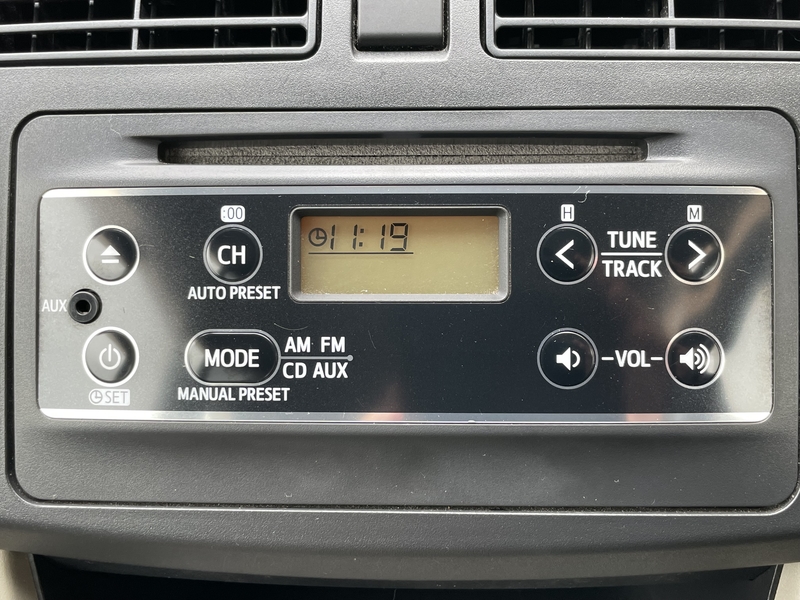 :00
H
M
11:19
CH
TUNE
TRACK
AUTO PRESET
AUX
MODE
AM FM
CD AUX
-VOL-
SET
MANUAL PRESET